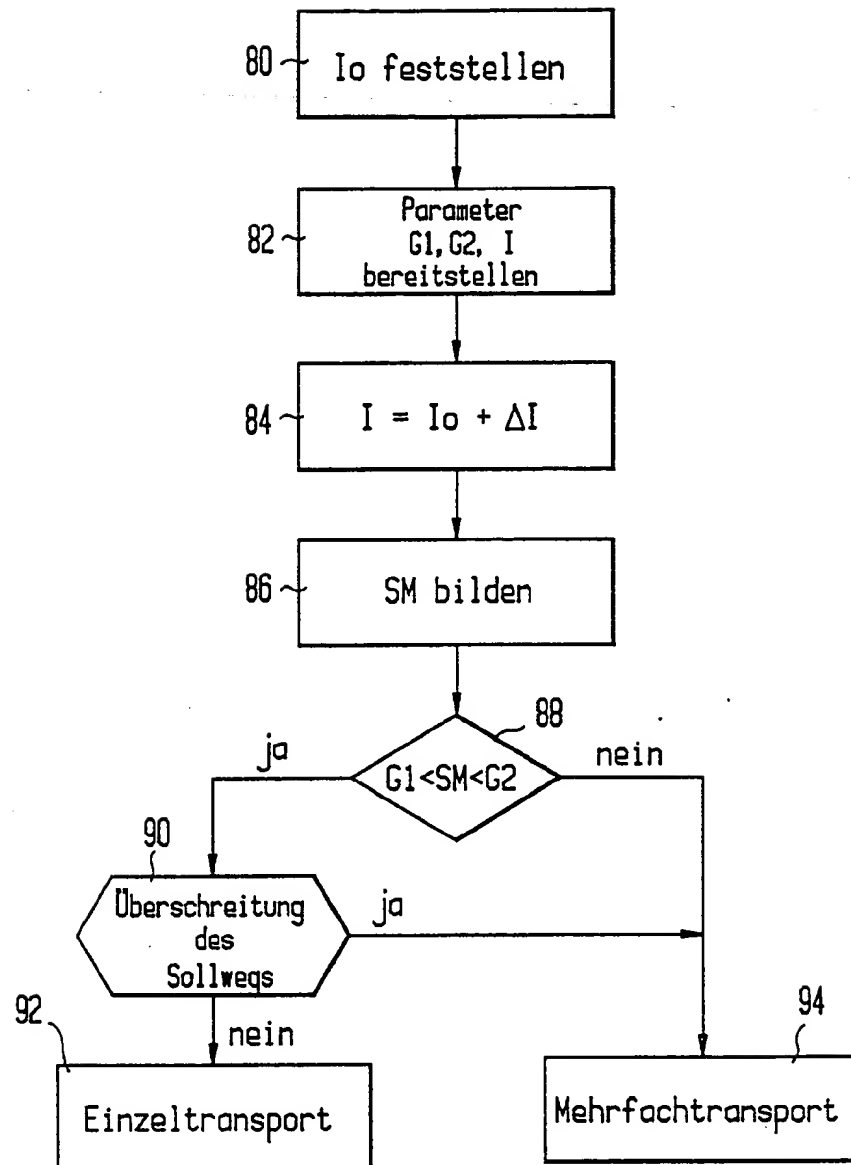 80
Io feststellen
82
Parameter
G1, G2, I
bereitstellen
84
I = Io + ΔI
86
SM bilden
88
ja
G1<SM<G2
nein
90
Überschreitung
des
Sollwegs
ja
92
nein
94
Einzeltransport
Mehrfachtransport